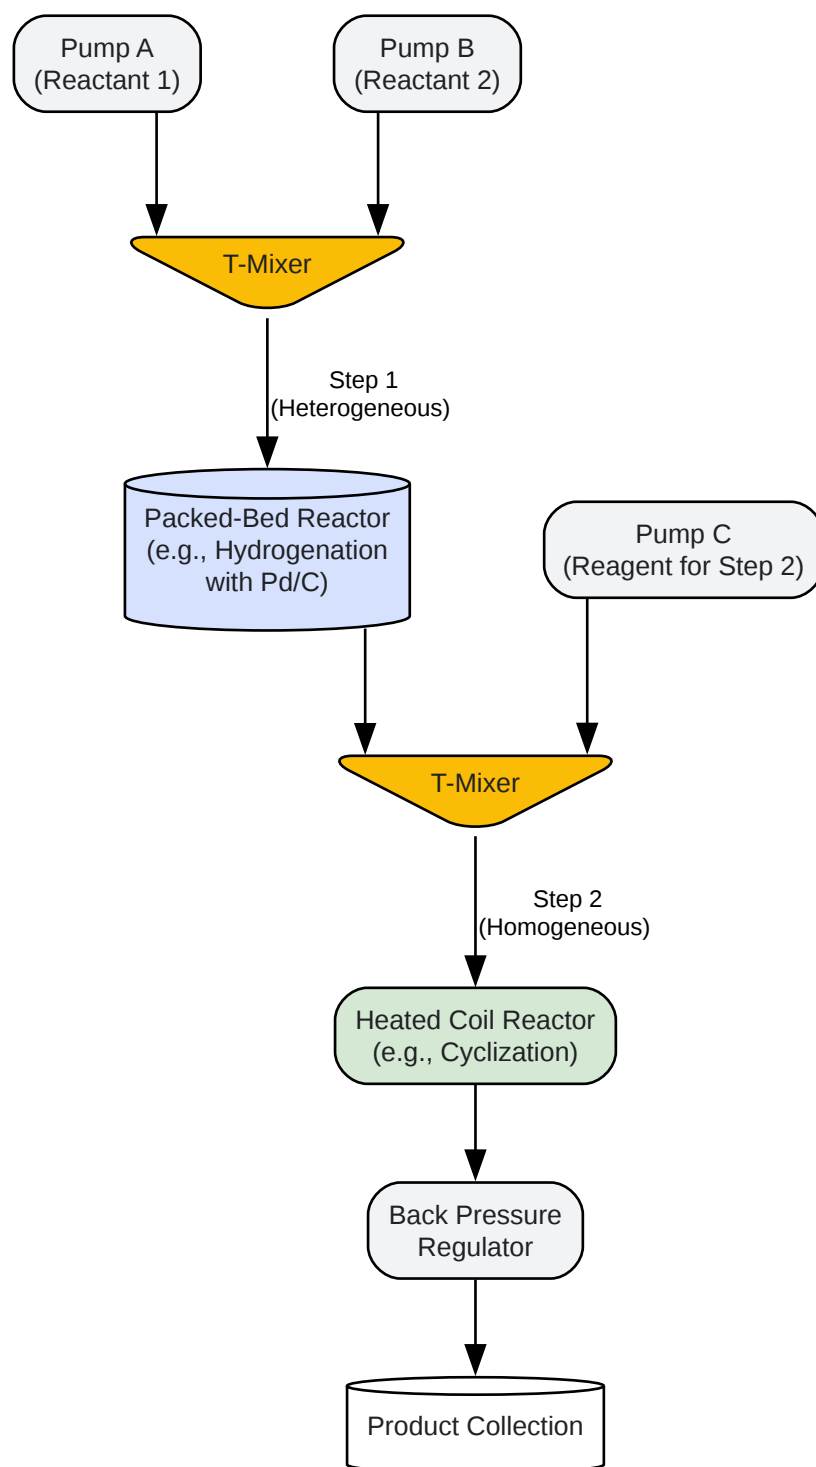 Pump A
(Reactant 1)
Pump B
(Reactant 2)
T-Mixer
Step 1
(Heterogeneous)
Packed-Bed Reactor
(e.g., Hydrogenation
with Pd/C)
Pump C
(Reagent for Step 2)
T-Mixer
Step 2
(Homogeneous)
Heated Coil Reactor
(e.g., Cyclization)
Back Pressure
Regulator
Product Collection